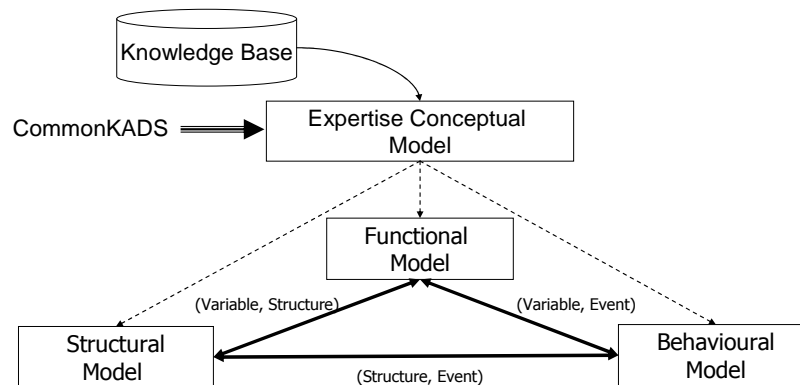 Knowledge Base
CommonKADS
Expertise Conceptual
Model
Functional
Model
(Variable, Structure)
(Variable, Event)
Structural
Model
Behavioural
Model
(Structure, Event)